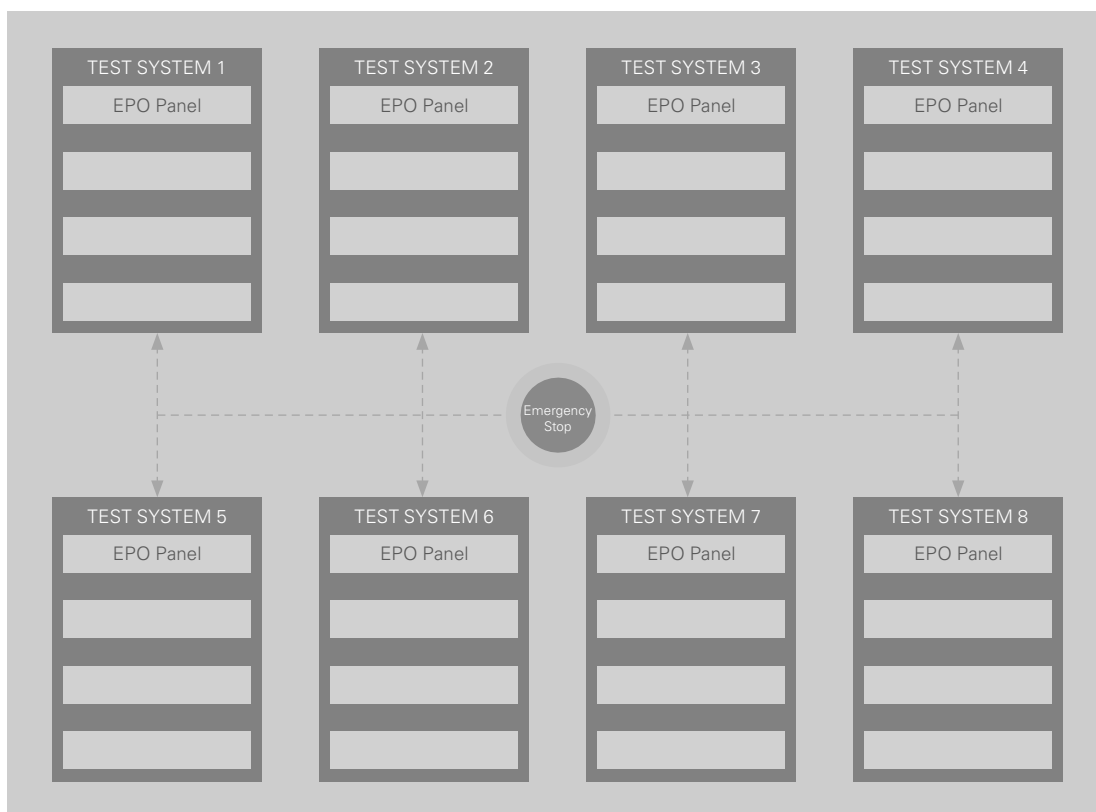 TEST SYSTEM 1
TEST SYSTEM 2
TEST SYSTEM 3
TEST SYSTEM 4
EPO Panel
EPO Panel
EPO Panel
EPO Panel
Emergency
Stop
TEST SYSTEM 5
TEST SYSTEM 6
TEST SYSTEM 7
TEST SYSTEM 8
EPO Panel
EPO Panel
EPO Panel
EPO Panel